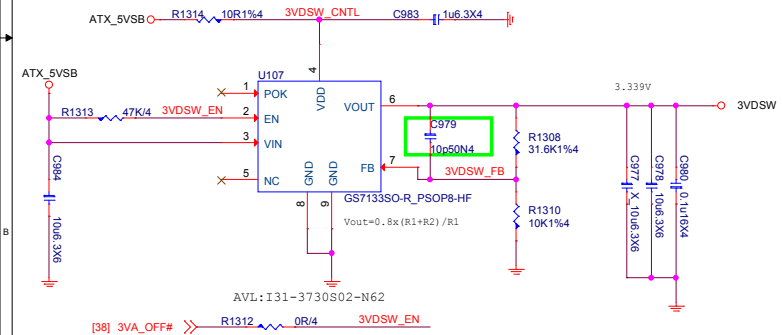 ATX_5VSB
R1314
10R1%4
3VDSW_CNTL
C983
1u6.3X4
ATX_5VSB
R1313
47K/4
3VDSW_EN
C984
10u6.3X6
U107
1
POK
2
EN
3
VIN
5
NC
4
VDD
VOUT
6
FB
7
GND
8
GND
9
GS7133SO-R_PSOP8-HF
C979
10p50N4
3VDSW_FB
R1308
31.6K1%4
R1310
10K1%4
Vout=0.8x(R1+R2)/R1
3.339V
3VDSW
C977
X_10u6.3X6
C978
10u6.3X6
C980
0.1u16X4
B
AVL:I31-3730S02-N62
[38] 3VA_OFF#
R1312
0R/4
3VDSW_EN